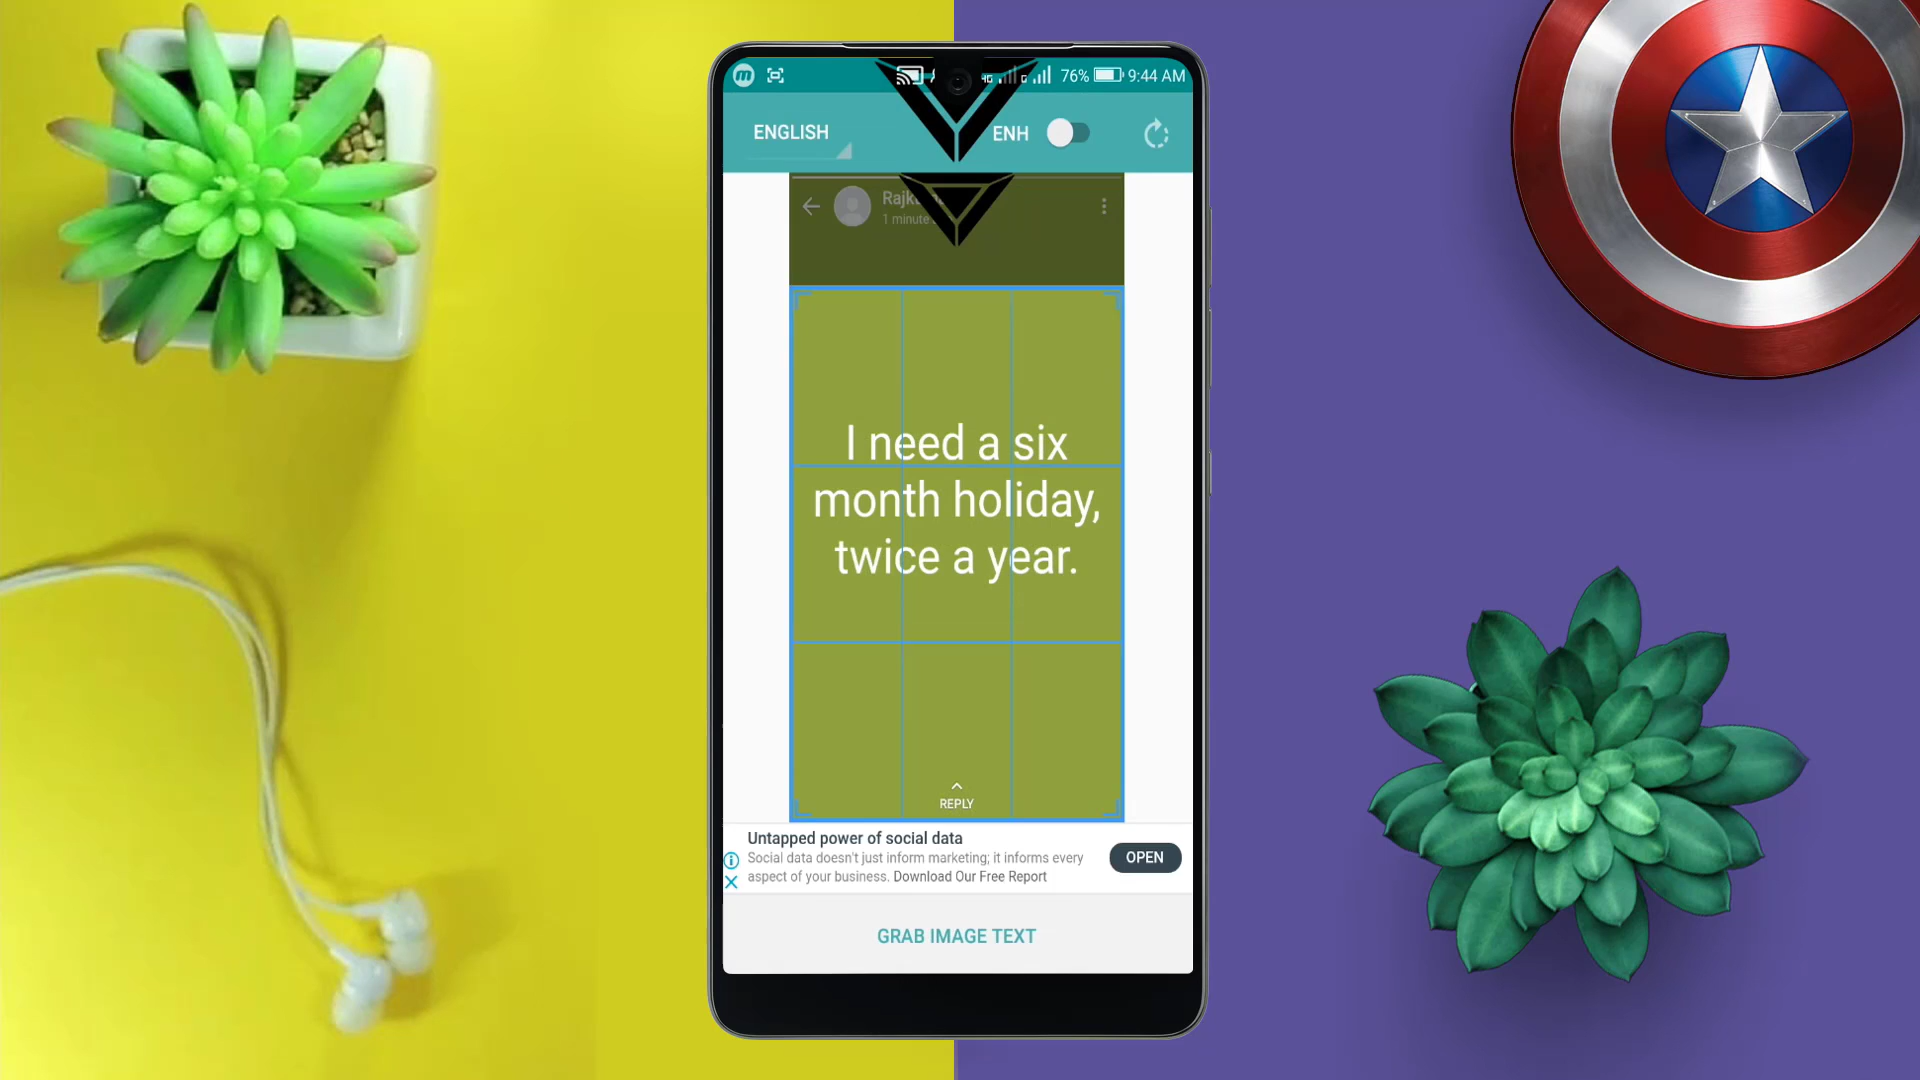 76% 9:44 AM
ENGLISH
ENH
1 minute
I need a six
month holiday,
twice a year.
REPLY
Untapped power of social data
Social data doesn't just inform marketing; it informs every
aspect of your business. Download Our Free Report
OPEN
GRAB IMAGE TEXT